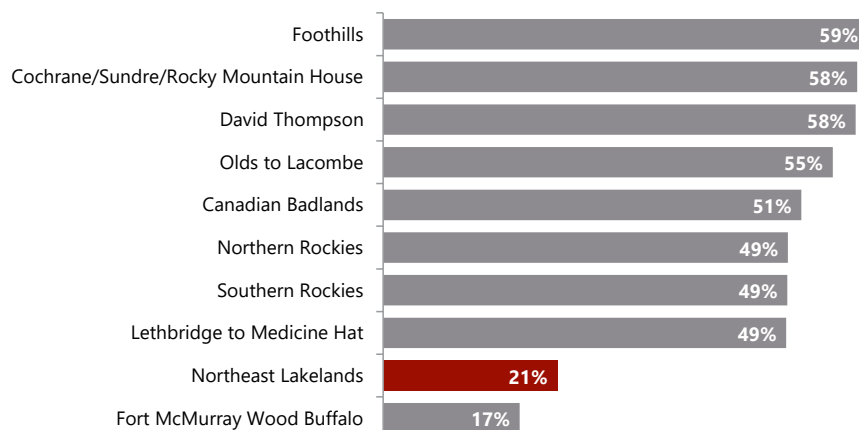 Foothills 59%
Cochrane/Sundre/Rocky Mountain House 58%
David Thompson 58%
Olds to Lacombe 55%
Canadian Badlands 51%
Northern Rockies 49%
Southern Rockies 49%
Lethbridge to Medicine Hat 49%
Northeast Lakelands 21%
Fort McMurray Wood Buffalo 17%